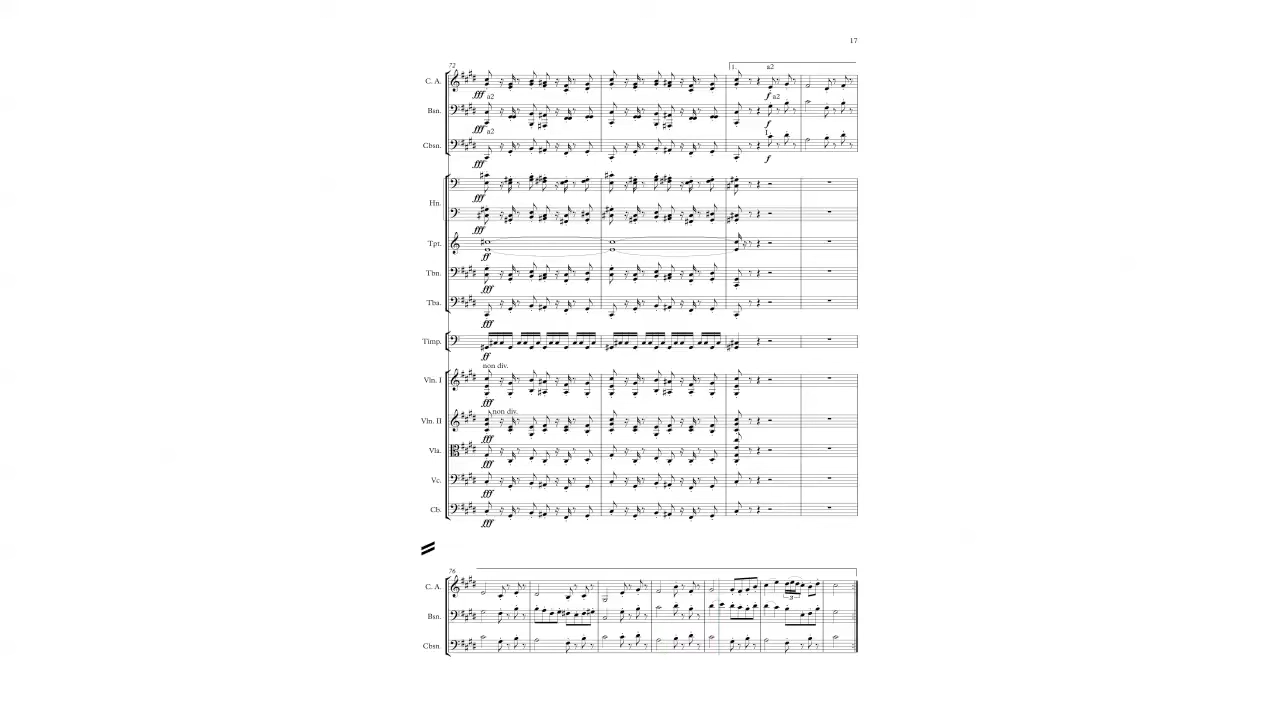 17
72
1. a2
C. A.
fff a2 f a2
Bsn.
fff a2 f 1.
Cbsn.
fff f
Hn.
fff
fff
Tpt.
ff
Tbn.
fff
Tba.
fff
Timp.
ff
non div.
Vln. I
fff
non div.
Vln. II
fff
Vla.
fff
Vc.
fff
Cb.
fff
76
C. A.
3
Bsn.
Cbsn.